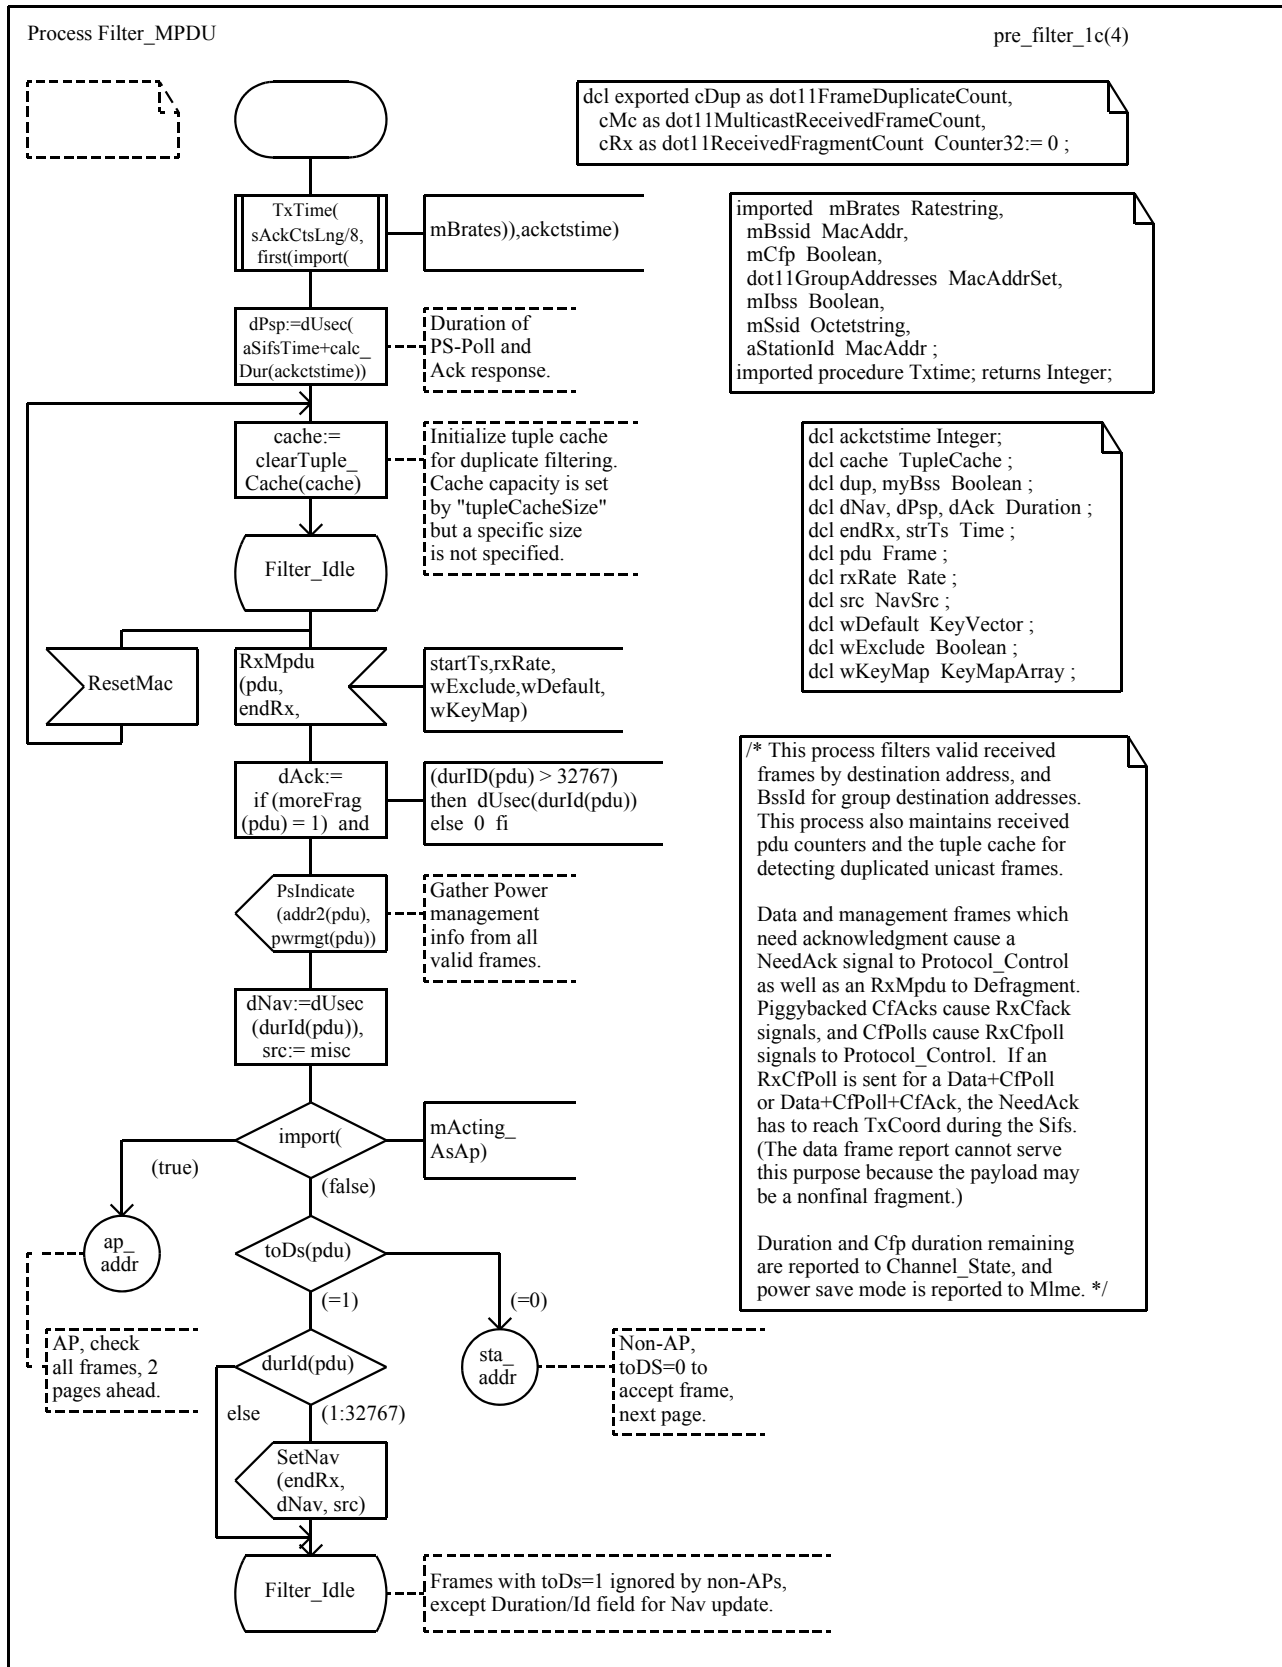 Process Filter_MPDU
pre_filter_1c(4)
dcl exported cDup as dot11FrameDuplicateCount,
cMc as dot11MulticastReceivedFrameCount,
cRx as dot11ReceivedFragmentCount Counter32:= 0 ;
TxTime(
sAckCtsLng/8,
first(import(
mBrates)),ackctstime)
imported mBrates Ratestring,
mBssid MacAddr,
mCfp Boolean,
dot11GroupAddresses MacAddrSet,
mIbss Boolean,
mSsid Octetstring,
aStationId MacAddr ;
imported procedure Txtime; returns Integer;
dPsp:=dUsec(
aSifsTime+calc_
Dur(ackctstime))
Duration of
PS-Poll and
Ack response.
cache:=
clearTuple_
Cache(cache)
Initialize tuple cache
for duplicate filtering.
Cache capacity is set
by "tupleCacheSize"
but a specific size
is not specified.
dcl ackctstime Integer;
dcl cache TupleCache ;
dcl dup, myBss Boolean ;
dcl dNav, dPsp, dAck Duration ;
dcl endRx, strTs Time ;
dcl pdu Frame ;
dcl rxRate Rate ;
dcl src NavSrc ;
dcl wDefault KeyVector ;
dcl wExclude Boolean ;
dcl wKeyMap KeyMapArray ;
Filter_Idle
ResetMac
RxMpdu
(pdu,
endRx,
startTs,rxRate,
wExclude,wDefault,
wKeyMap)
dAck:=
if (moreFrag
(pdu) = 1) and
(durID(pdu) > 32767)
then dUsec(durId(pdu))
else 0 fi
/* This process filters valid received
frames by destination address, and
BssId for group destination addresses.
This process also maintains received
pdu counters and the tuple cache for
detecting duplicated unicast frames.
Data and management frames which
need acknowledgment cause a
NeedAck signal to Protocol_Control
as well as an RxMpdu to Defragment.
Piggybacked CfAcks cause RxCfack
signals, and CfPolls cause RxCfpoll
signals to Protocol_Control. If an
RxCfPoll is sent for a Data+CfPoll
or Data+CfPoll+CfAck, the NeedAck
has to reach TxCoord during the Sifs.
(The data frame report cannot serve
this purpose because the payload may
be a nonfinal fragment.)
Duration and Cfp duration remaining
are reported to Channel_State, and
power save mode is reported to Mlme. */
PsIndicate
(addr2(pdu),
pwrmgt(pdu))
Gather Power
management
info from all
valid frames.
dNav:=dUsec
(durId(pdu)),
src:= misc
import(
mActing_
AsAp)
(true)
(false)
ap_
addr
toDs(pdu)
(=1)
(=0)
AP, check
all frames, 2
pages ahead.
durId(pdu)
sta_
addr
Non-AP,
toDS=0 to
accept frame,
next page.
else
(1:32767)
SetNav
(endRx,
dNav, src)
Filter_Idle
Frames with toDs=1 ignored by non-APs,
except Duration/Id field for Nav update.